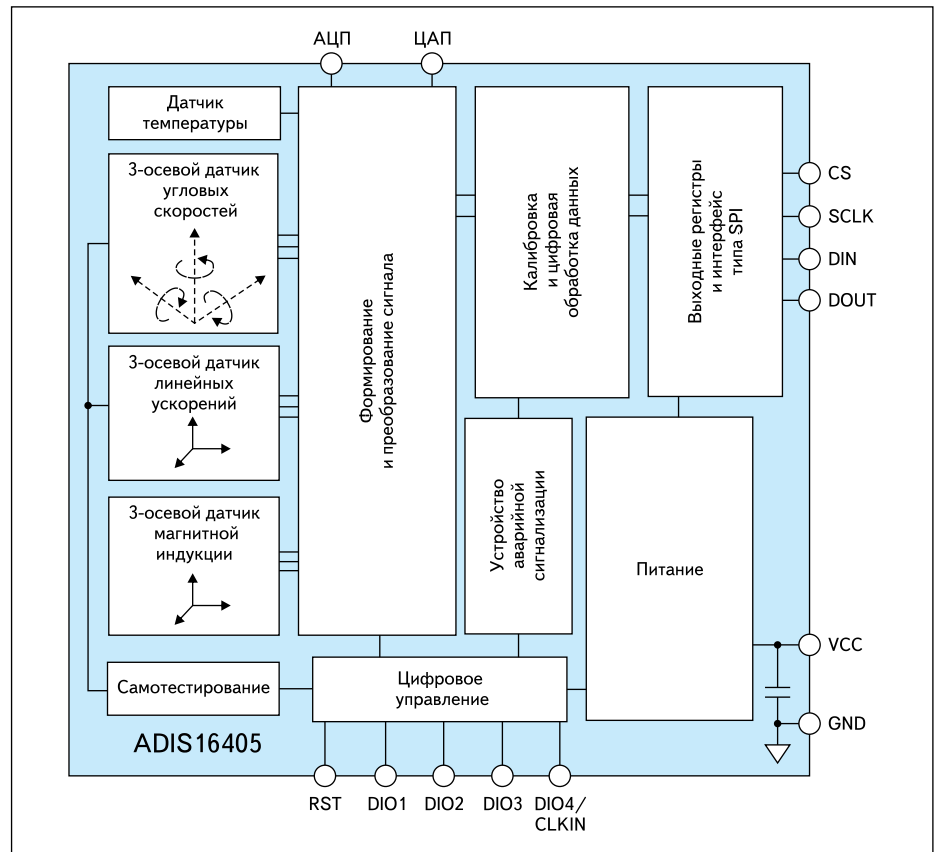 АЦП
ЦАП
Датчик
температуры
3-осевой датчик
угловых
скоростей
3-осевой датчик
линейных
ускорений
3-осевой датчик
магнитной
индукции
Самотестирование
Формирование
и преобразование сигнала
Калибровка
и цифровая
обработка данных
Выходные регистры
и интерфейс
типа SPI
Устройство
аварийной
сигнализации
Питание
Цифровое
управление
CS
SCLK
DIN
DOUT
VCC
GND
ADIS16405
RST
DIO1
DIO2
DIO3
DIO4/
CLKIN